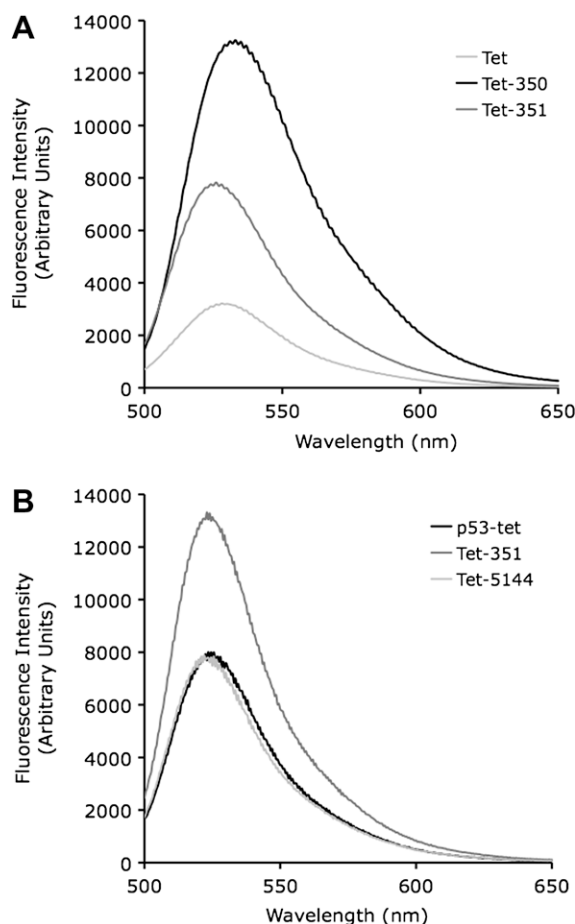 A
14000
12000
10000
8000
6000
4000
2000
0
Fluorescence Intensity
(Arbitrary Units)
Tet
Tet-350
Tet-351
500
550
600
650
Wavelength (nm)
B
14000
12000
10000
8000
6000
4000
2000
0
Fluorescence Intensity
(Arbitrary Units)
p53-tet
Tet-351
Tet-5144
500
550
600
650
Wavelength (nm)